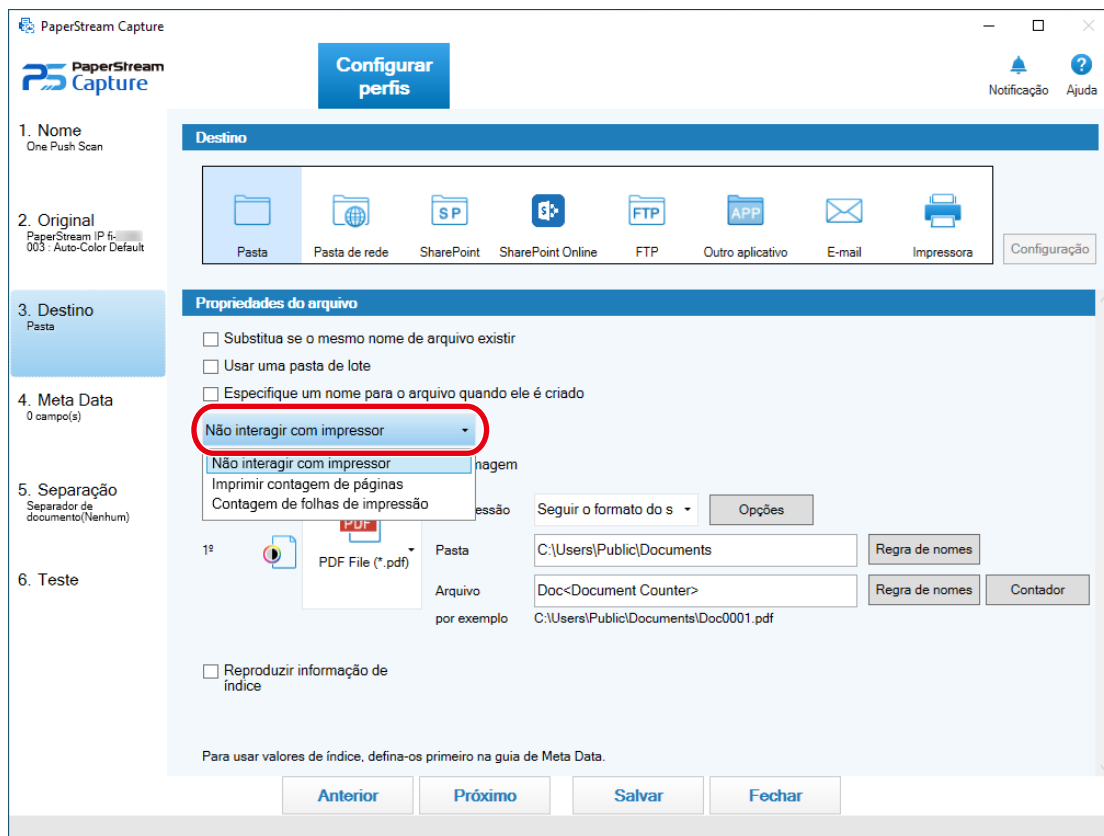 PaperStream Capture
PaperStream
Capture
Configurar
perfis
Notificação
Ajuda
1. Nome
One Push Scan
2. Original
PaperStream IP fi-
003 : Auto-Color Default
3. Destino
Pasta
4. Meta Data
0 campo(s)
5. Separação
Separador de
documento(Nenhum)
6. Teste
Destino
SP
FTP
APP
Pasta
Pasta de rede
SharePoint
SharePoint Online
FTP
Outro aplicativo
E-mail
Impressora
Configuração
Propriedades do arquivo
Substitua se o mesmo nome de arquivo existir
Usar uma pasta de lote
Especifique um nome para o arquivo quando ele é criado
Não interagir com impressor
Não interagir com impressor
Imprimir contagem de páginas
Contagem de folhas de impressão
Seguir o formato do s
Opções
1º
PDF
PDF File (*.pdf)
Pasta
C:\Users\Public\Documents
Regra de nomes
Arquivo
Doc<Document Counter>
Regra de nomes
Contador
por exemplo
C:\Users\Public\Documents\Doc0001.pdf
Reproduzir informação de
índice
Para usar valores de índice, defina-os primeiro na guia de Meta Data.
Anterior
Próximo
Salvar
Fechar